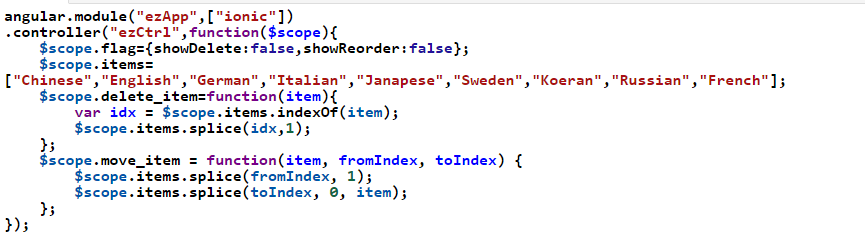 angular.module("ezApp",["ionic"])
.controller("ezCtrl",function($scope){
    $scope.flag={showDelete:false,showReorder:false};
    $scope.items=
["Chinese","English","German","Italian","Janapese","Sweden","Koeran","Russian","French"];
    $scope.delete_item=function(item){
        var idx = $scope.items.indexOf(item);
        $scope.items.splice(idx,1);
    };
    $scope.move_item = function(item, fromIndex, toIndex) {
        $scope.items.splice(fromIndex, 1);
        $scope.items.splice(toIndex, 0, item);
    };
});